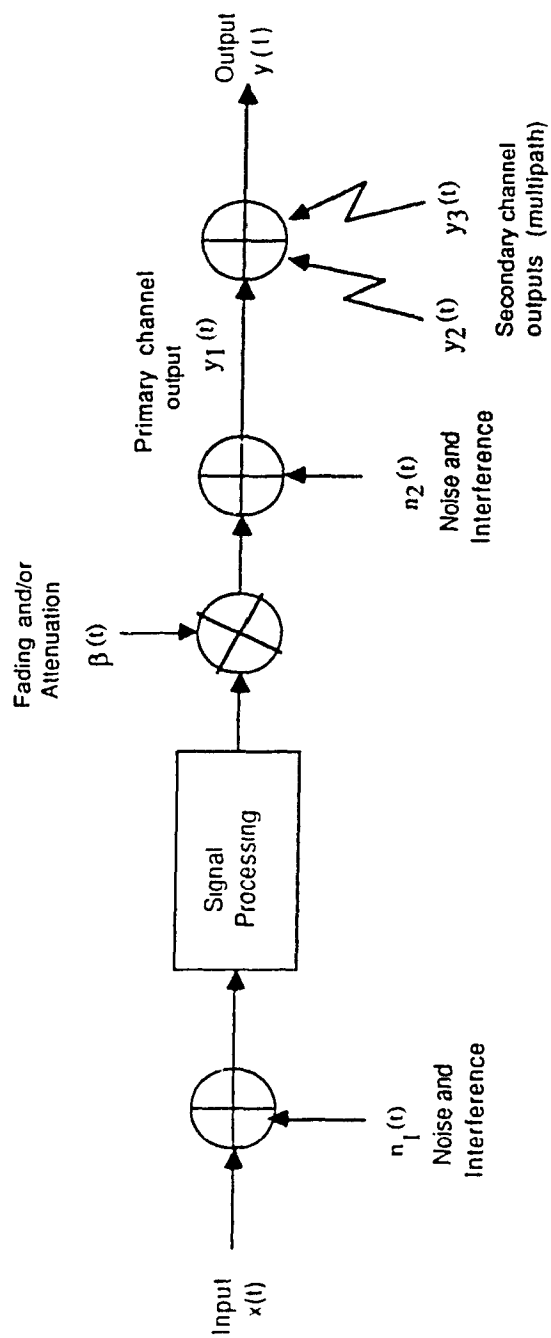 Input
x(t)
n1(t)
Noise and
Interference
Signal
Processing
Fading and/or
Attenuation
β(t)
n2(t)
Noise and
Interference
Primary channel
output
y1(t)
y2(t)
y3(t)
Secondary channel
outputs (multipath)
Output
y(t)